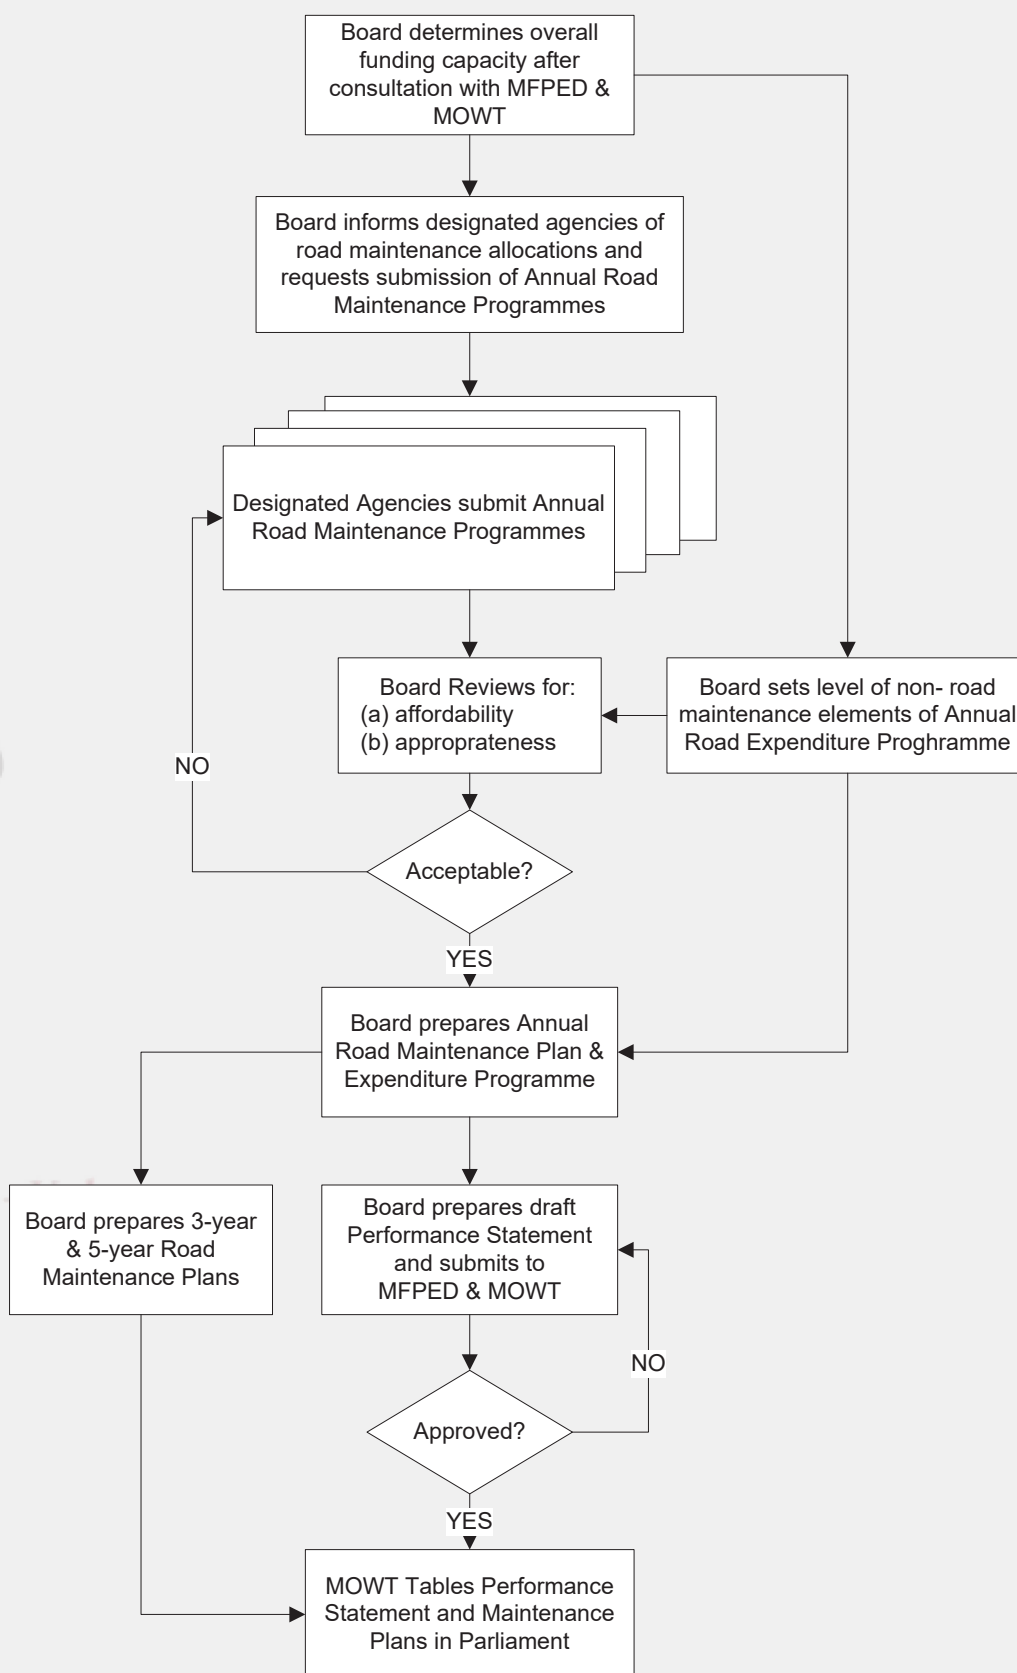 Board determines overall
funding capacity after
consultation with MFPED &
MOWT
Board informs designated agencies of
road maintenance allocations and
requests submission of Annual Road
Maintenance Programmes
Designated Agencies submit Annual
Road Maintenance Programmes
Board Reviews for:
(a) affordability
(b) approprateness
Board sets level of non- road
maintenance elements of Annual
Road Expenditure Proghramme
NO
Acceptable?
YES
Board prepares Annual
Road Maintenance Plan &
Expenditure Programme
Board prepares 3-year
& 5-year Road
Maintenance Plans
Board prepares draft
Performance Statement
and submits to
MFPED & MOWT
NO
Approved?
YES
MOWT Tables Performance
Statement and Maintenance
Plans in Parliament